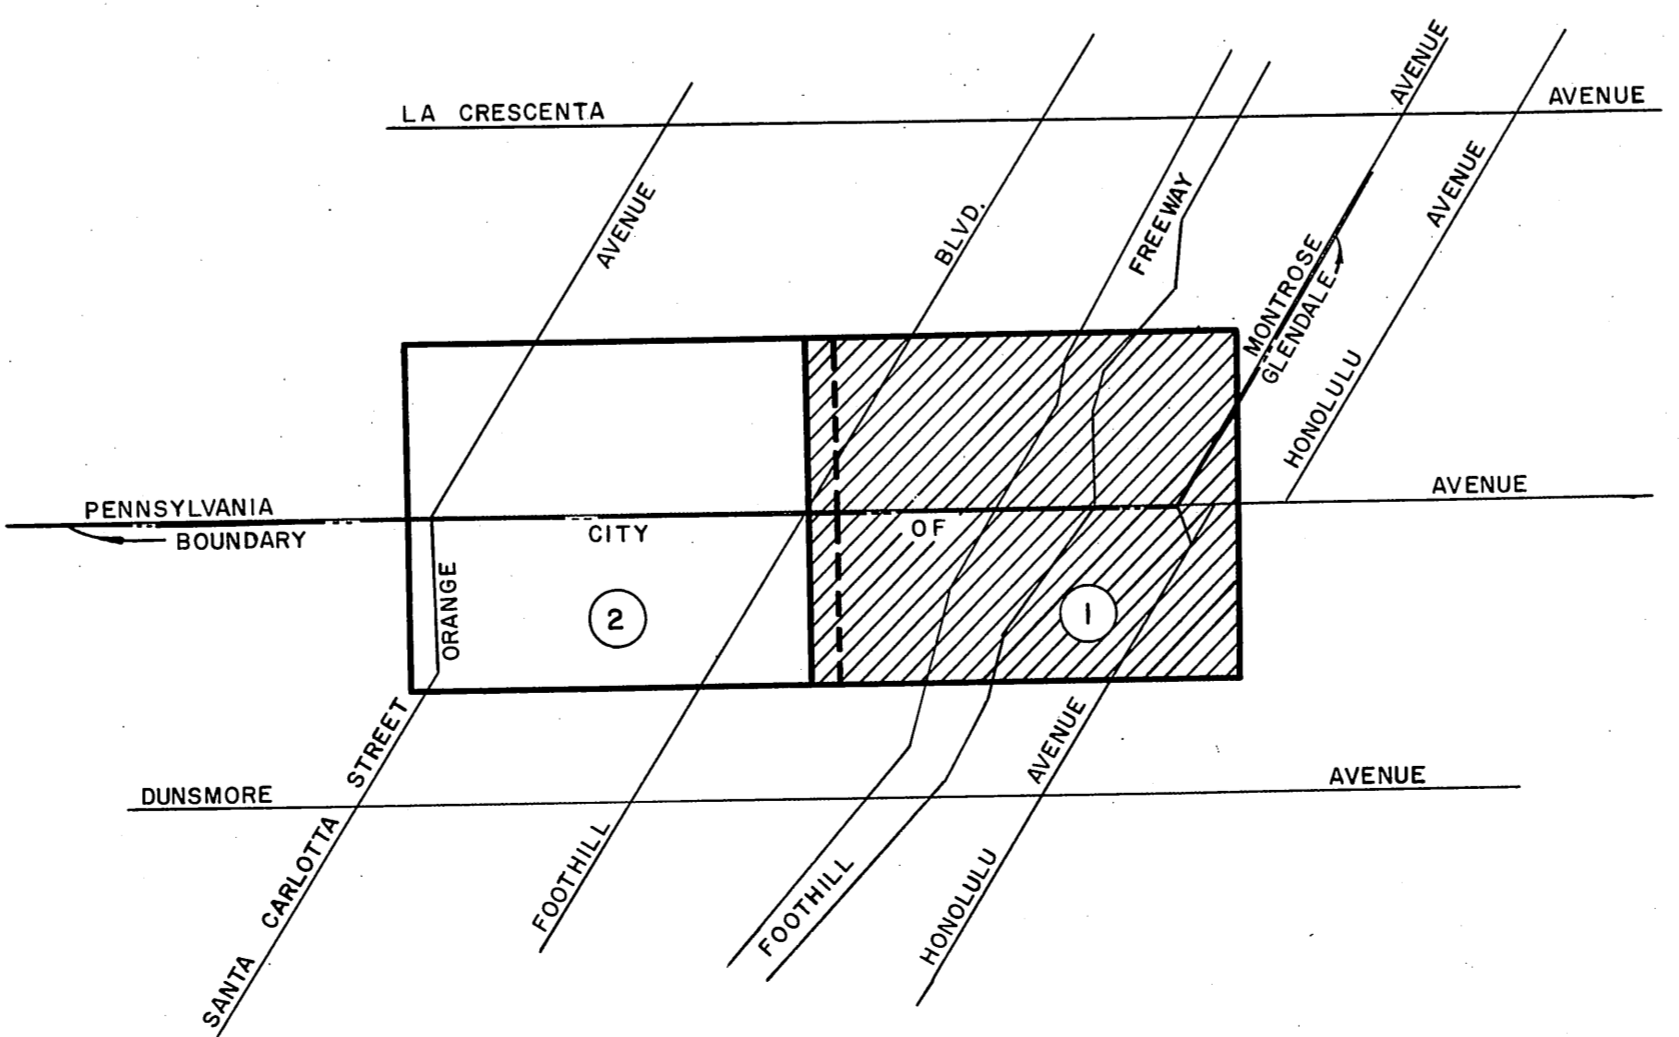 LA CRESCENTA
AVENUE
AVENUE
AVENUE
BLVD.
FREEWAY
AVENUE
MONTROSE
GLENDALE
HONOLULU
PENNSYLVANIA
AVENUE
BOUNDARY
CITY
OF
ORANGE
2
1
SANTA CARLOTTA STREET
DUNSMORE
AVENUE
FOOTHILL
FOOTHILL
HONOLULU
AVENUE